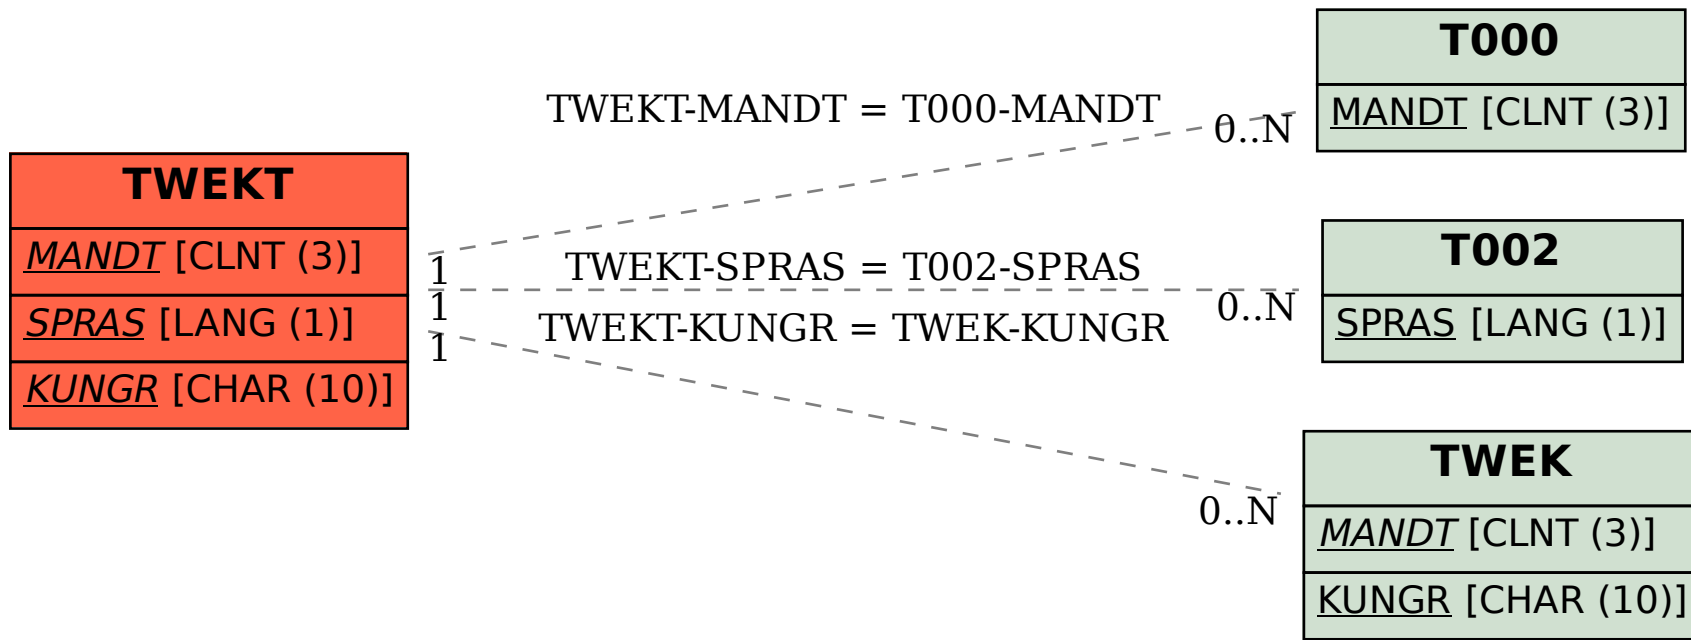 TWEKT
MANDT [CLNT (3)]
SPRAS [LANG (1)]
KUNGR [CHAR (10)]
TWEKT-MANDT = T000-MANDT
1
0..N
TWEKT-SPRAS = T002-SPRAS
1
0..N
TWEKT-KUNGR = TWEK-KUNGR
1
0..N
T000
MANDT [CLNT (3)]
T002
SPRAS [LANG (1)]
TWEK
MANDT [CLNT (3)]
KUNGR [CHAR (10)]